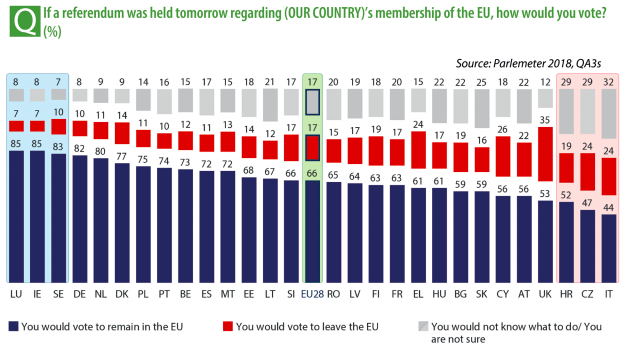 Q If a referendum was held tomorrow regarding (OUR COUNTRY)'s membership of the EU, how would you vote?
(%)
Source: Parlemeter 2018, QA3s
8 8 7 8 9 9 14 16 15 17 15 18 21 17 17 20 19 18 20 15 22 22 25 18 22 12 29 29 32
7 7 10 10 11 14 11 10 12 11 13 14 12 17 17 15 17 19 17 24 17 19 16 26 22 35 19 24 24
85 85 83 82 80 77 75 74 73 72 72 68 67 66 66 65 64 63 63 61 61 59 59 56 56 53 52 47 44
LU IE SE DE NL DK PL PT BE ES MT EE LT SI EU28 RO LV FI FR EL HU BG SK CY AT UK HR CZ IT
You would vote to remain in the EU You would vote to leave the EU You would not know what to do/ You
are not sure